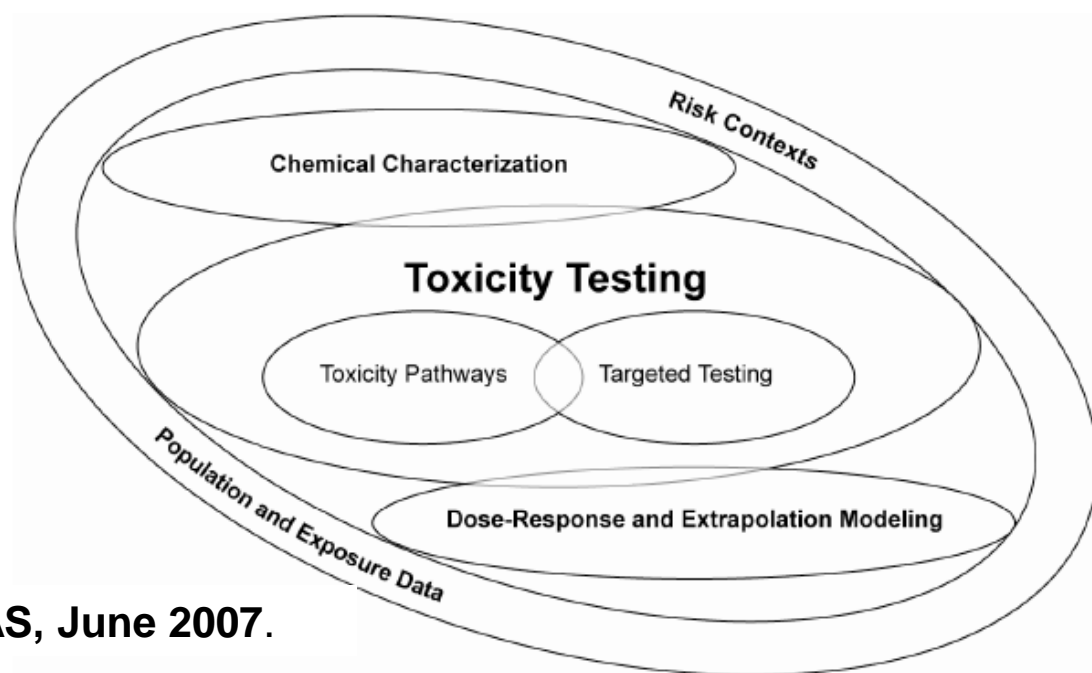 Risk Contexts
Chemical Characterization
Toxicity Testing
Toxicity Pathways
Targeted Testing
Population and Exposure Data
Dose-Response and Extrapolation Modeling
June 2007.